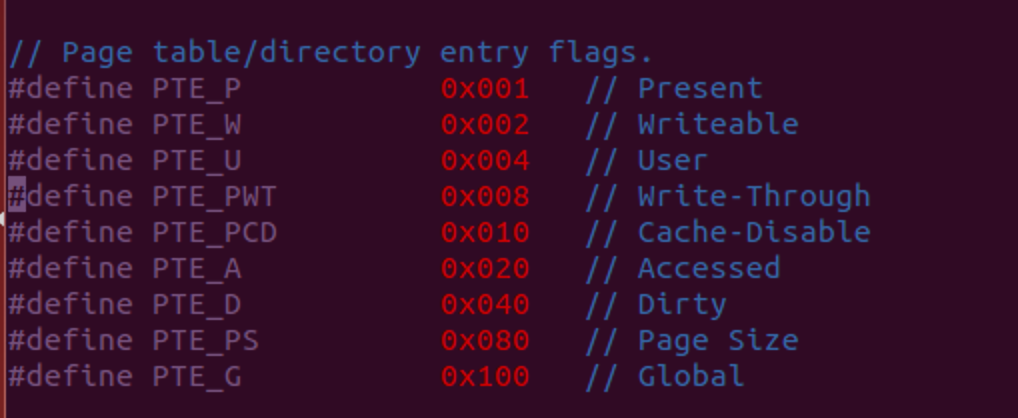 // Page table/directory entry flags.
#define PTE_P 0x001 // Present
#define PTE_W 0x002 // Writeable
#define PTE_U 0x004 // User
#define PTE_PWT 0x008 // Write-Through
#define PTE_PCD 0x010 // Cache-Disable
#define PTE_A 0x020 // Accessed
#define PTE_D 0x040 // Dirty
#define PTE_PS 0x080 // Page Size
#define PTE_G 0x100 // Global